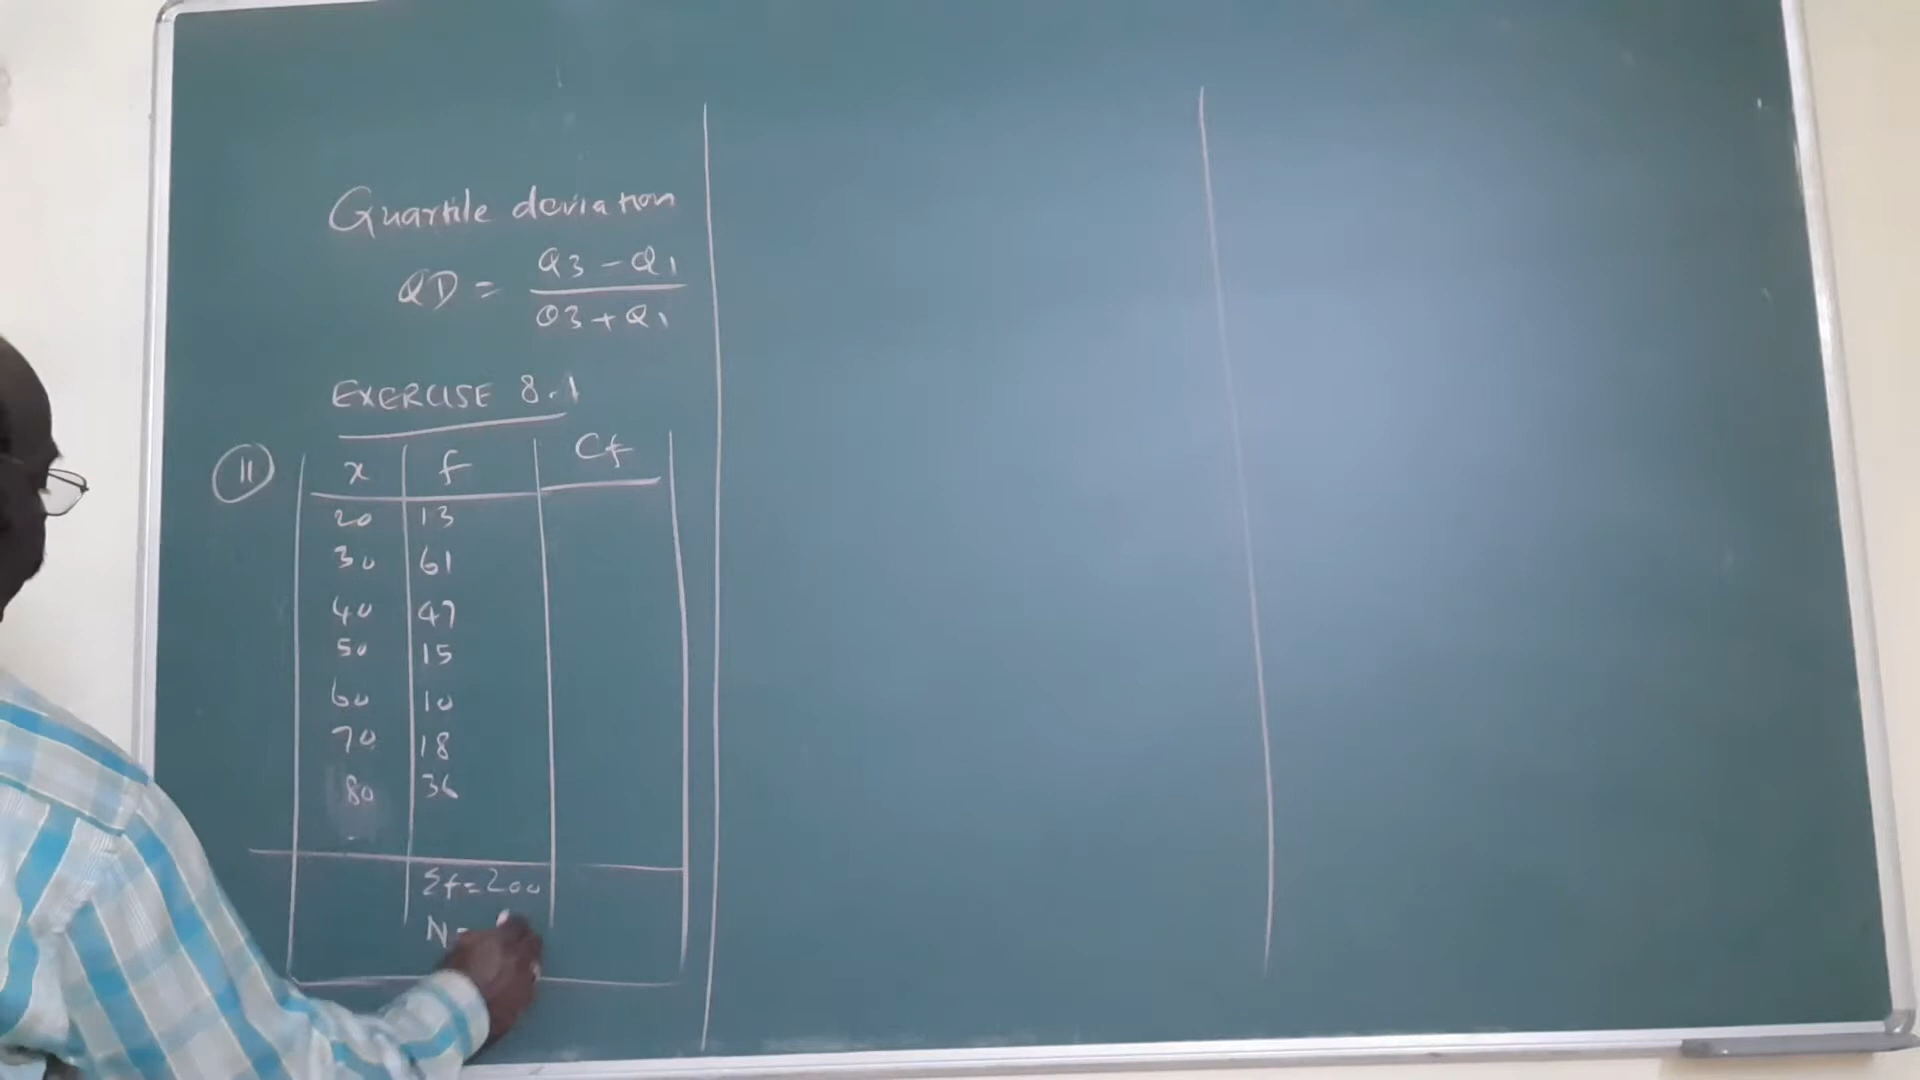 Quartile deviation
QD = Q3 - Q1
Q3 + Q1
EXERCISE 8.1
11
x f Cf
20 13
30 61
40 47
50 15
60 10
70 18
80 36
Σf = 200
N =